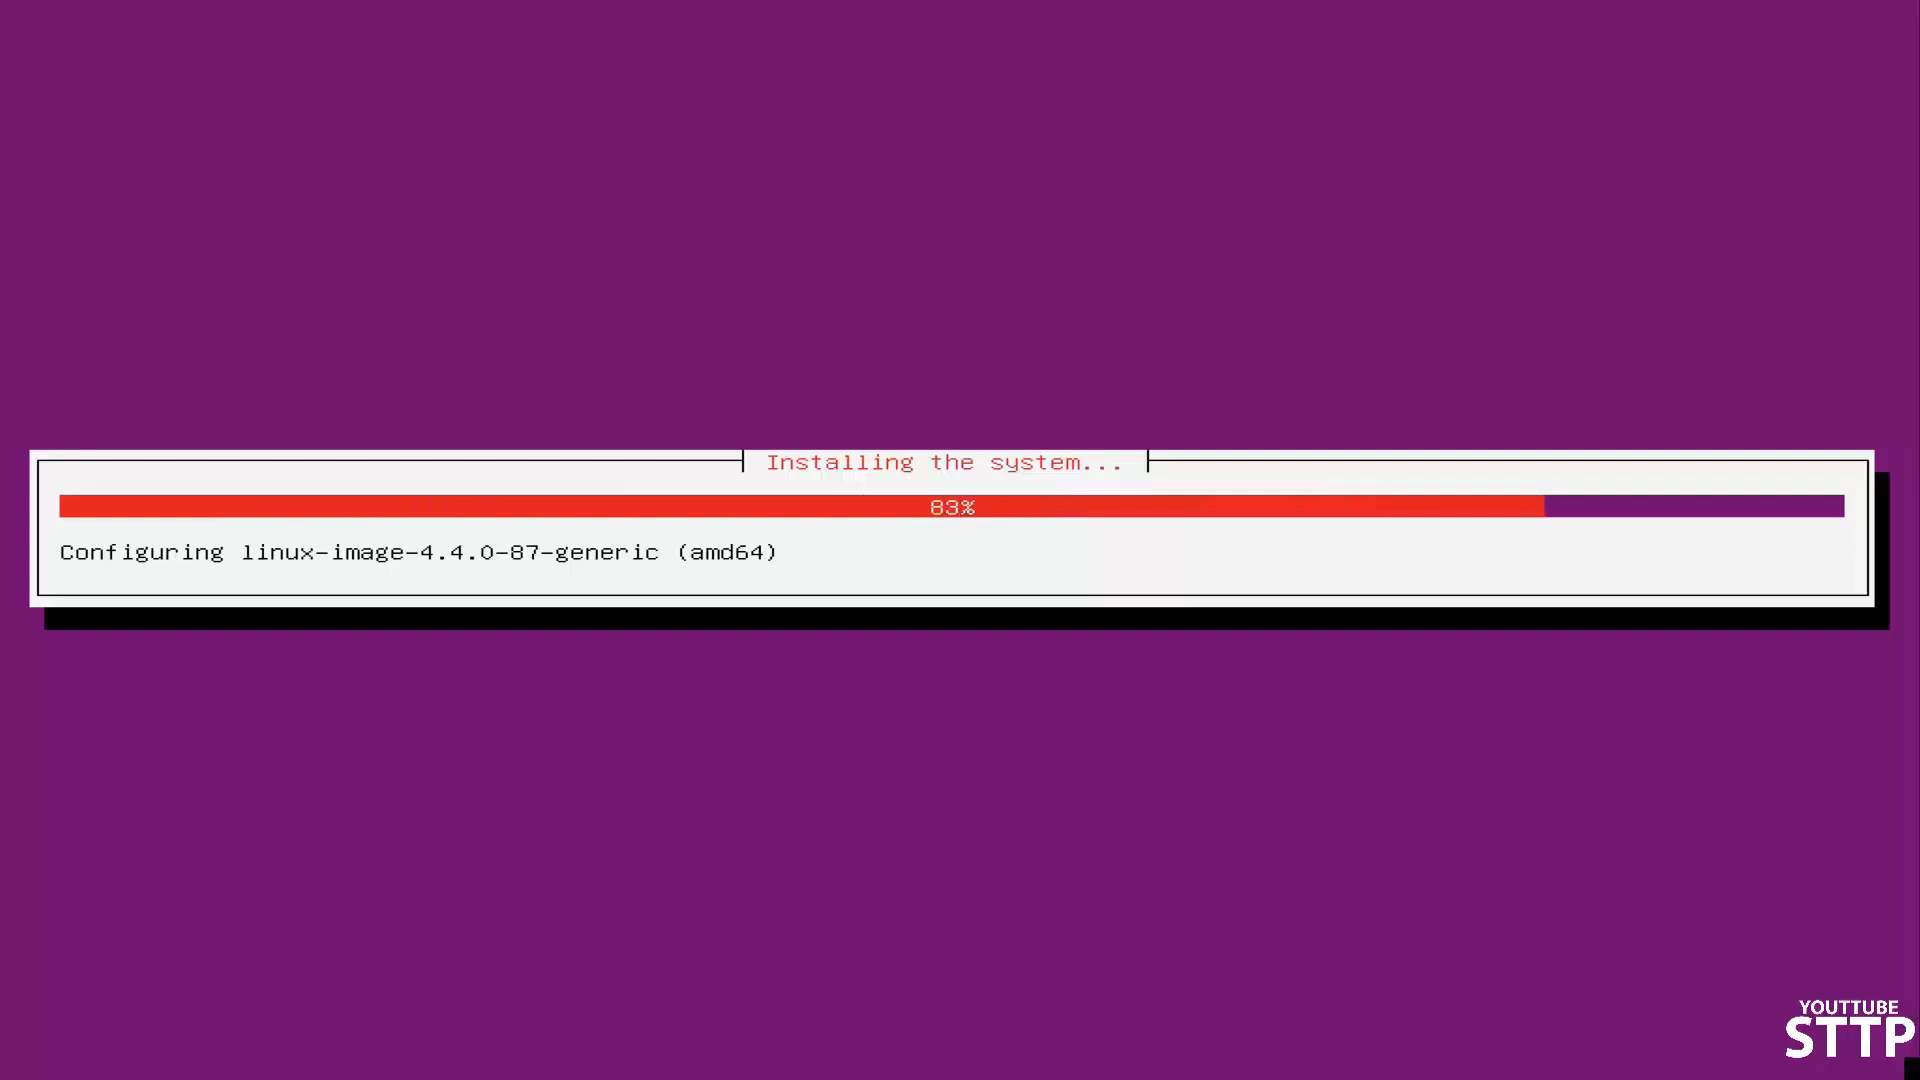 Installing the system...
83%
Configuring linux-image-4.4.0-87-generic (amd64)
YOUTTUBE
STTP